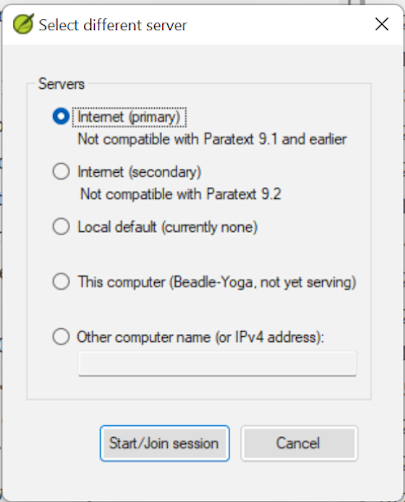 Select different server
Servers
Internet (primary)
Not compatible with Paratext 9.1 and earlier
Internet (secondary)
Not compatible with Paratext 9.2
Local default (currently none)
This computer (Beadle-Yoga, not yet serving)
Other computer name (or IPv4 address):
Start/Join session
Cancel